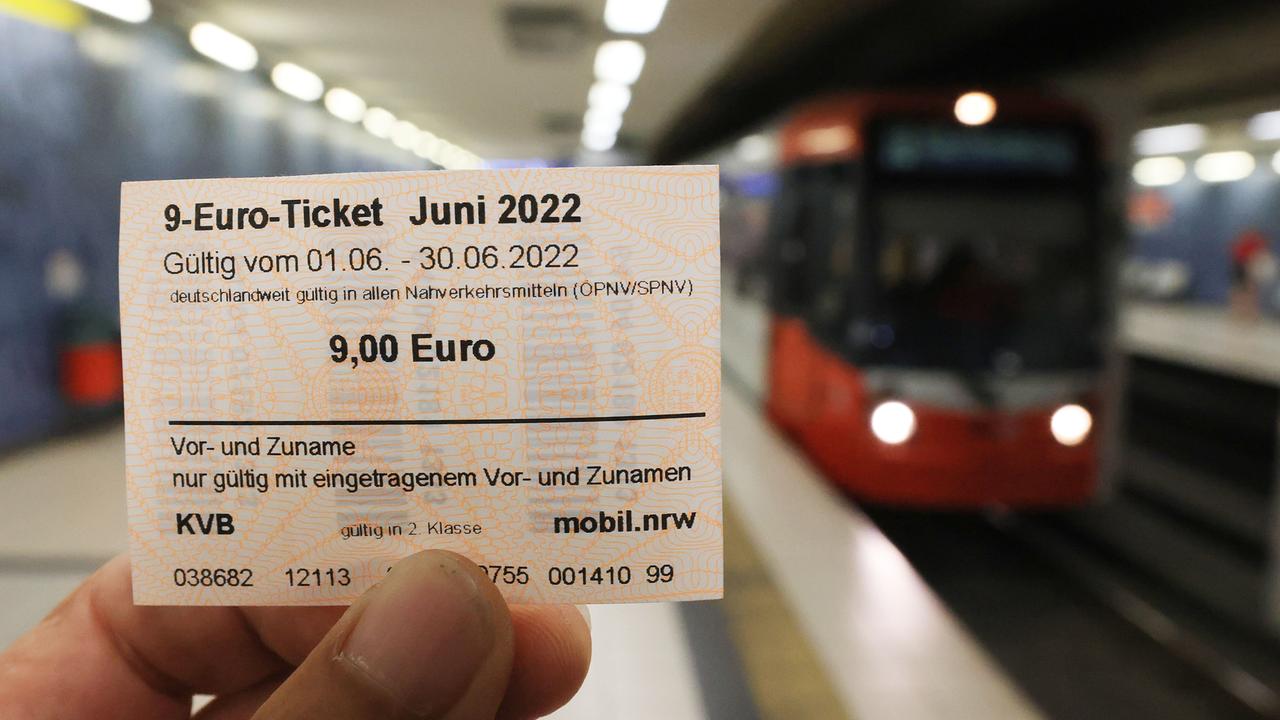 9-Euro-Ticket Juni 2022
Gültig vom 01.06. - 30.06.2022
deutschlandweit gültig in allen Nahverkehrsmitteln (ÖPNV/SPNV)
9,00 Euro
Vor- und Zuname
nur gültig mit eingetragenem Vor- und Zunamen
KVB gültig in 2. Klasse mobil.nrw
038682 12113 755 001410 99